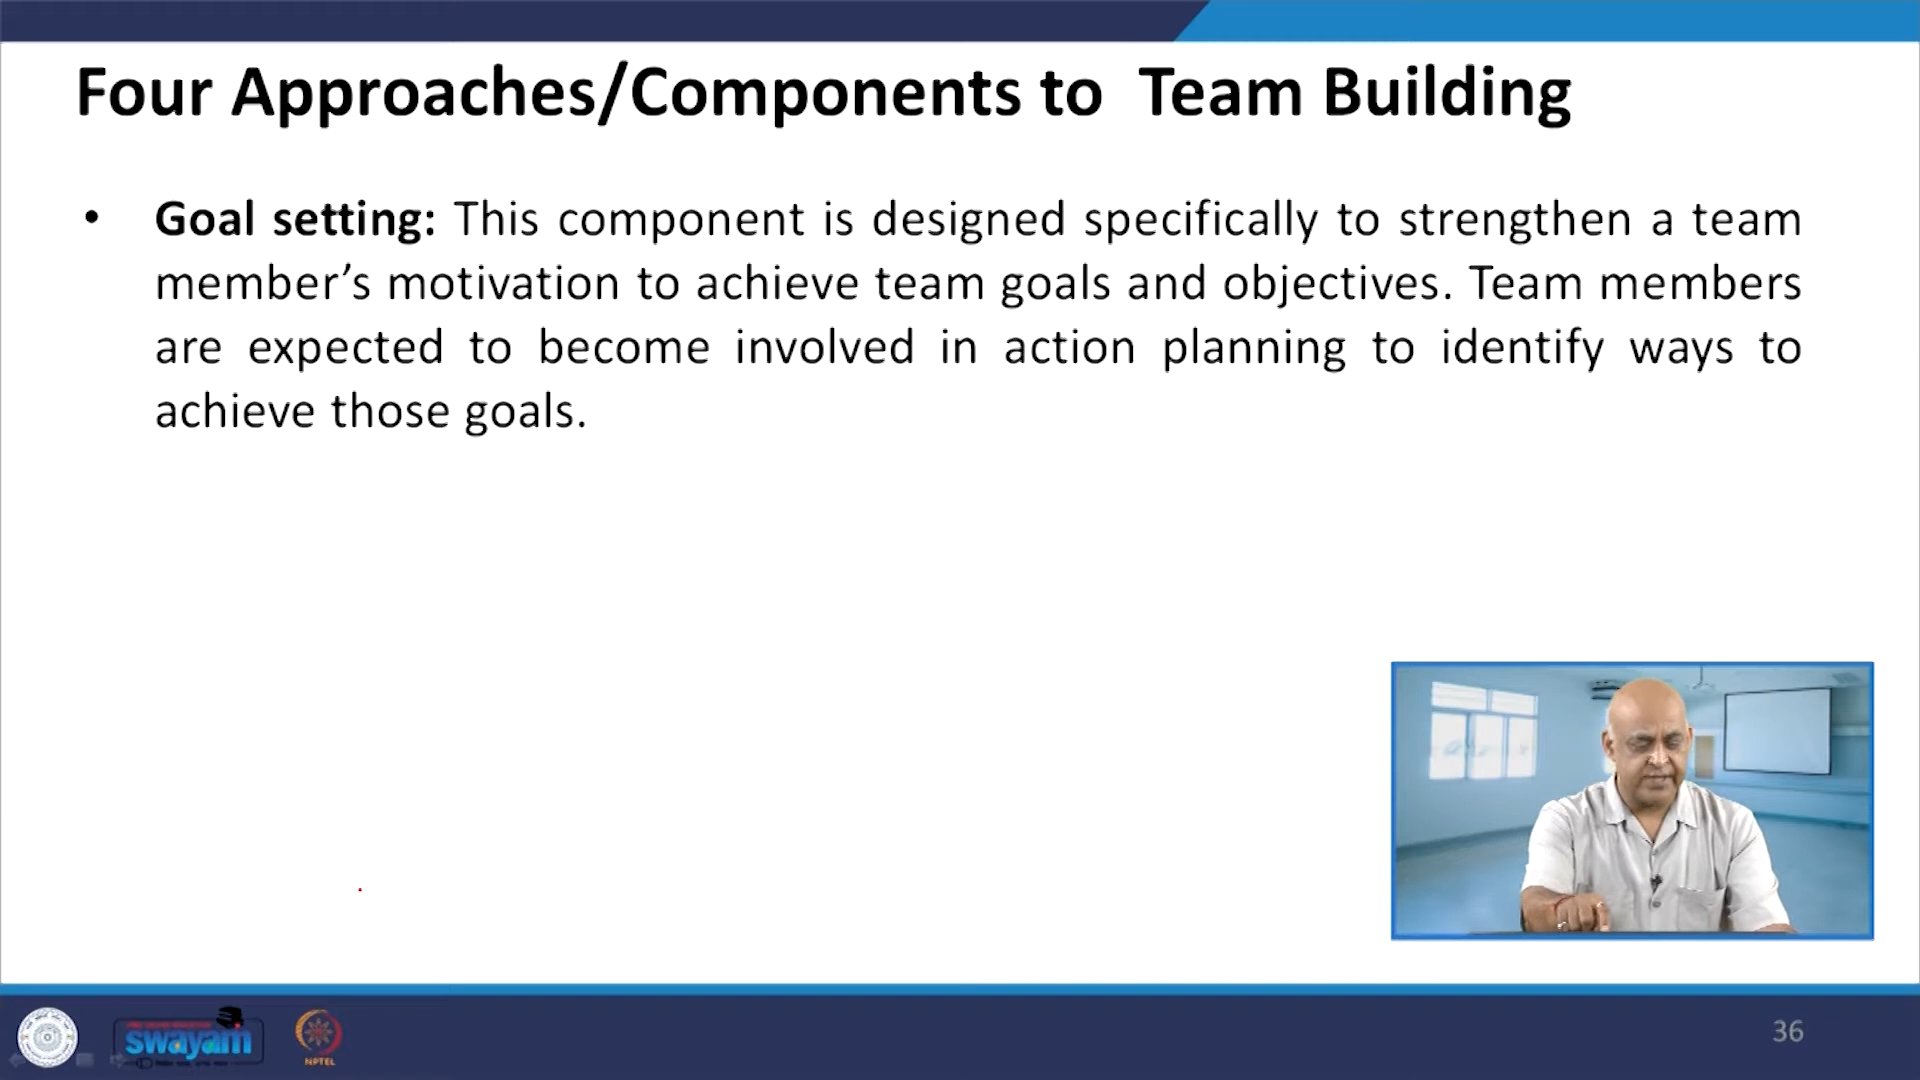 Four Approaches/Components to Team Building
• Goal setting: This component is designed specifically to strengthen a team
member’s motivation to achieve team goals and objectives. Team members
are expected to become involved in action planning to identify ways to
achieve those goals.
swayam
NPTEL
36